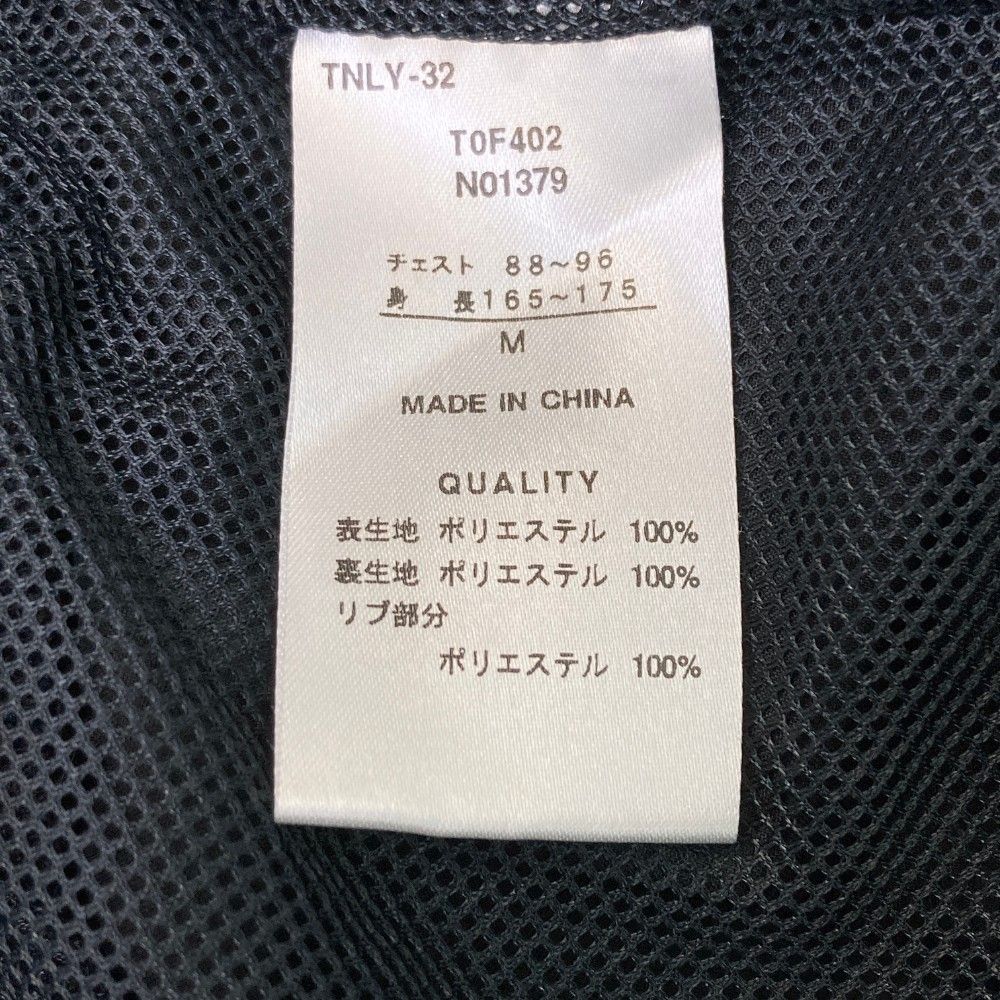 TNLY-32
T0F402
N01379
チェスト 88～96
身 長165～175
M
MADE IN CHINA
QUALITY
表生地 ポリエステル 100%
裏生地 ポリエステル 100%
リブ部分
ポリエステル 100%